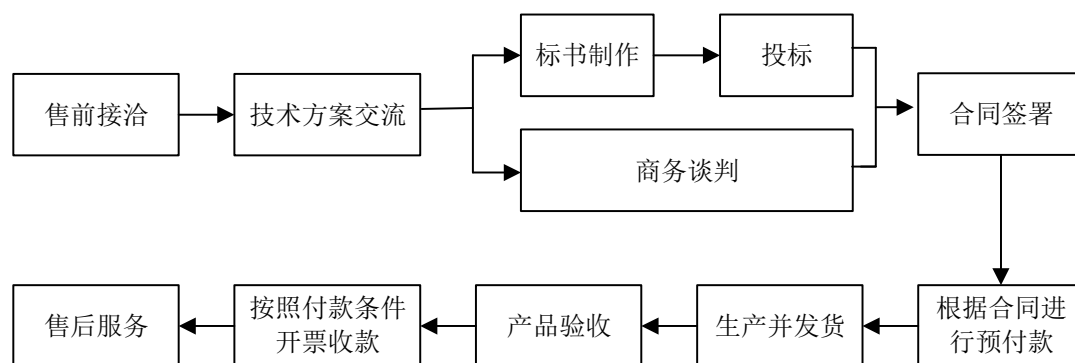 售前接洽
技术方案交流
标书制作
投标
商务谈判
合同签署
根据合同进
行预付款
生产并发货
产品验收
按照付款条件
开票收款
售后服务